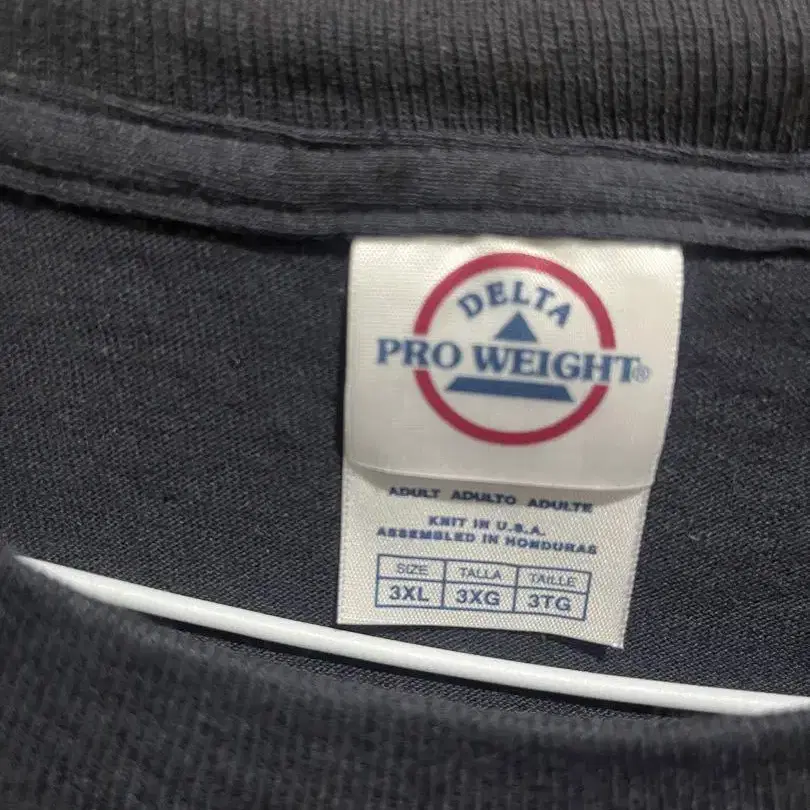 DELTA
PRO WEIGHT®
ADULT ADULTO ADULTE
KNIT IN U.S.A.
ASSEMBLED IN HONDURAS
SIZE TALLA TAILLE
3XL 3XG 3TG